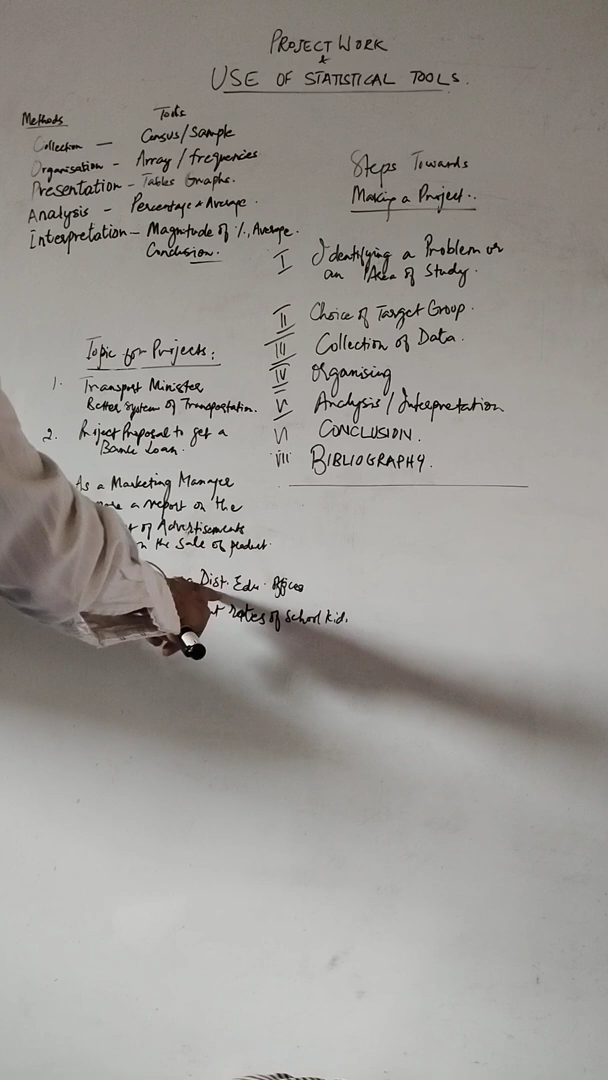 PROJECT WORK
&
USE OF STATISTICAL TOOLS.
Methods Tools
Collection — Census/Sample
Organisation - Array / frequencies
Presentation - Tables Graphs.
Analysis - Percentage & Average.
Interpretation - Magnitude of %, Average.
Conclusion.
Topic for Projects:
1. Transport Minister
Better System of Transportation.
2. Project Proposal to get a
Bank Loan.
As a Marketing Manager
a report on the
of Advertisements
the Sale of product.
Dist. Edu. Officer
rates of School kid.
Steps Towards
Making a Project.
I Identifying a Problem or
an Area of Study.
II Choice of Target Group.
III Collection of Data.
IV Organising
V Analysis / Interpretation
VI CONCLUSION.
VII BIBLIOGRAPHY.